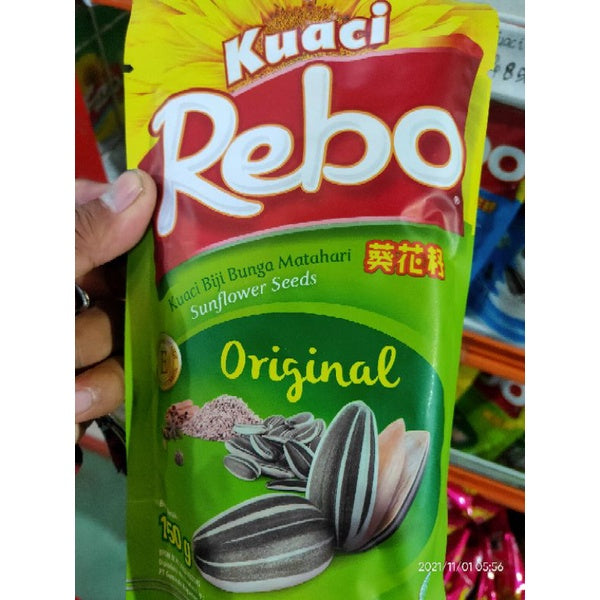 Kuaci
Rebo
®
Kuaci Biji Bunga Matahari
Sunflower Seeds
葵花籽
Original
150 g
2021/11/01 05:56